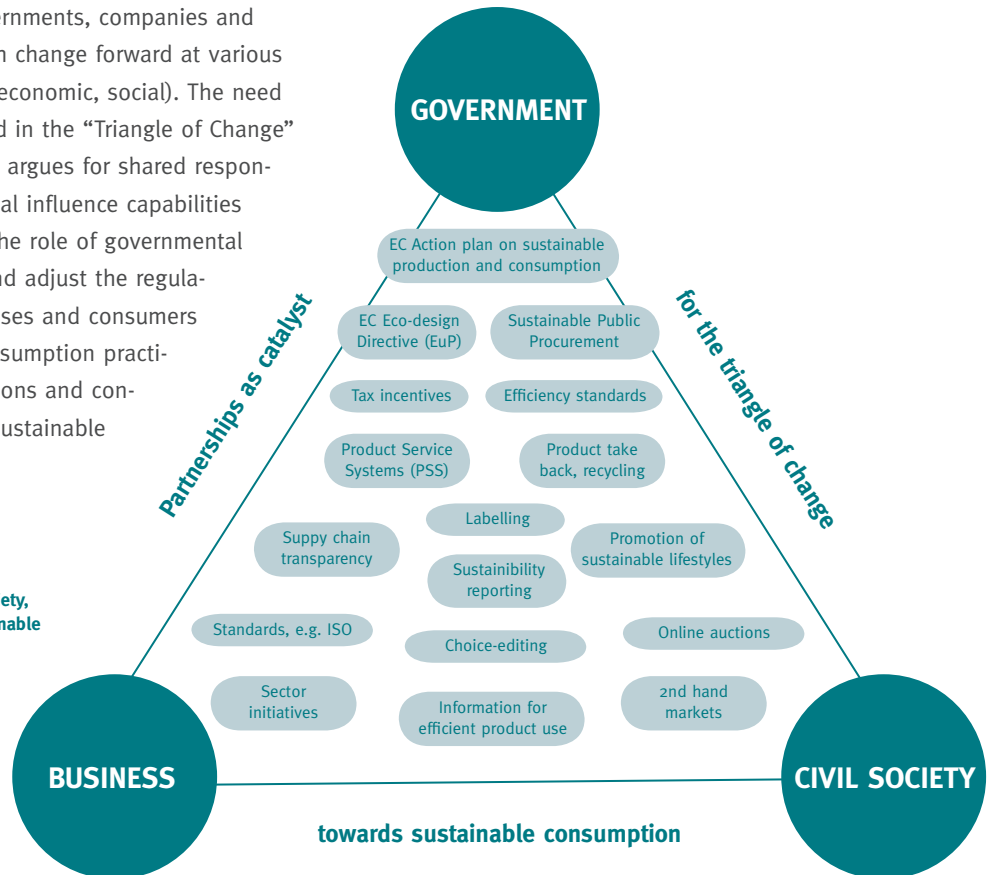 ernments, companies and
n change forward at various
economic, social). The need
d in the “Triangle of Change”
argues for shared respon-
al influence capabilities
he role of governmental
nd adjust the regula-
ses and consumers
sumption practi-
ons and con-
ustainable
iety,
nable
GOVERNMENT
EC Action plan on sustainable
production and consumption
EC Eco-design
Directive (EuP)
Sustainable Public
Procurement
Tax incentives
Efficiency standards
Product Service
Systems (PSS)
Product take
back, recycling
Labelling
Suppy chain
transparency
Promotion of
sustainable lifestyles
Sustainibility
reporting
Standards, e.g. ISO
Choice-editing
Online auctions
Sector
initiatives
Information for
efficient product use
2nd hand
markets
BUSINESS
CIVIL SOCIETY
Partnerships as catalyst
for the triangle of change
towards sustainable consumption